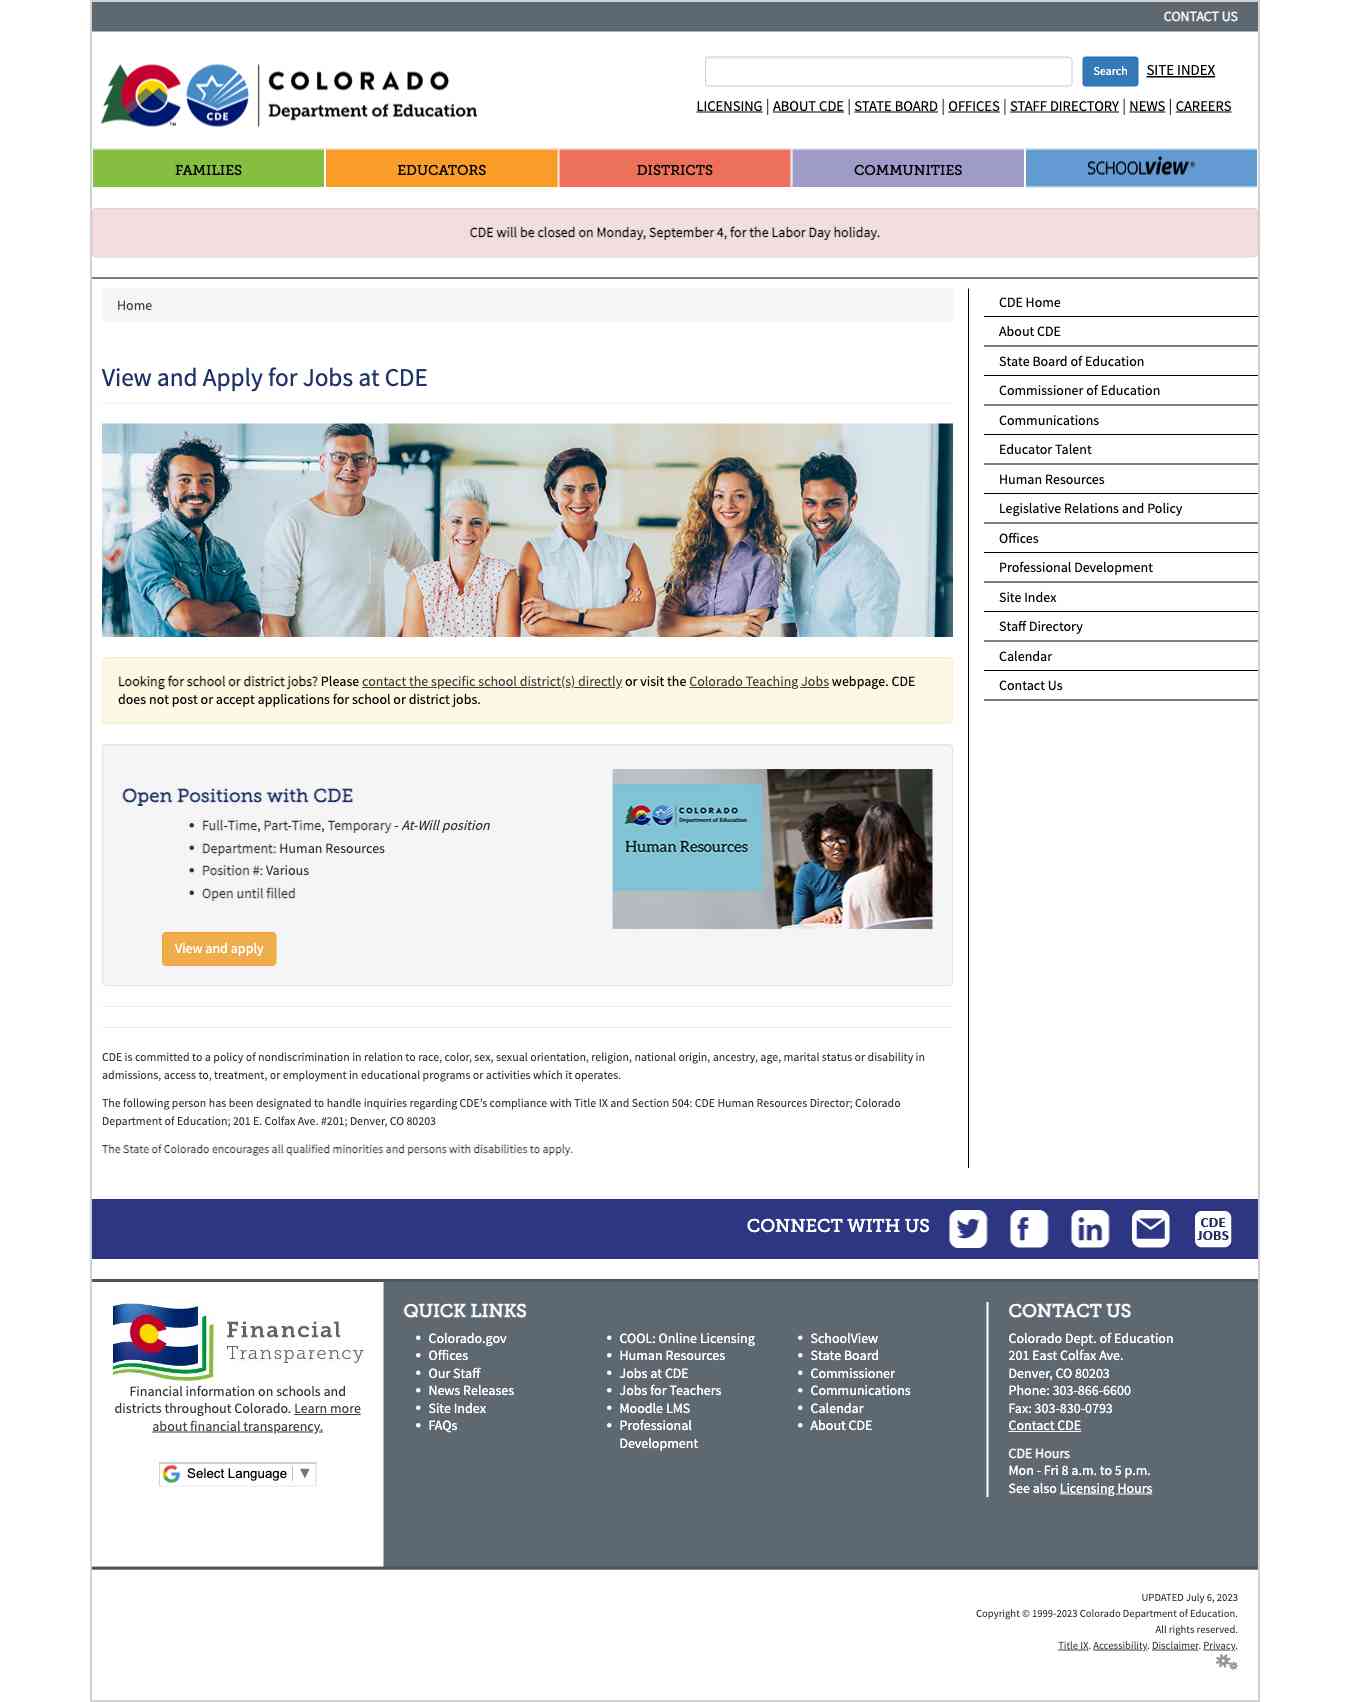 CONTACT US
COLORADO
Department of Education
CDE
TM
Search
SITE INDEX
LICENSING | ABOUT CDE | STATE BOARD | OFFICES | STAFF DIRECTORY | NEWS | CAREERS
FAMILIES
EDUCATORS
DISTRICTS
COMMUNITIES
SCHOOLview®
CDE will be closed on Monday, September 4, for the Labor Day holiday.
Home
View and Apply for Jobs at CDE
Looking for school or district jobs? Please contact the specific school district(s) directly or visit the Colorado Teaching Jobs webpage. CDE
does not post or accept applications for school or district jobs.
Open Positions with CDE
• Full-Time, Part-Time, Temporary - At-Will position
• Department: Human Resources
• Position #: Various
• Open until filled
View and apply
COLORADO
Department of Education
Human Resources
CDE is committed to a policy of nondiscrimination in relation to race, color, sex, sexual orientation, religion, national origin, ancestry, age, marital status or disability in
admissions, access to, treatment, or employment in educational programs or activities which it operates.
The following person has been designated to handle inquiries regarding CDE's compliance with Title IX and Section 504: CDE Human Resources Director; Colorado
Department of Education; 201 E. Colfax Ave. #201; Denver, CO 80203
The State of Colorado encourages all qualified minorities and persons with disabilities to apply.
CDE Home
About CDE
State Board of Education
Commissioner of Education
Communications
Educator Talent
Human Resources
Legislative Relations and Policy
Offices
Professional Development
Site Index
Staff Directory
Calendar
Contact Us
CONNECT WITH US
CDE
JOBS
Financial
Transparency
Financial information on schools and
districts throughout Colorado. Learn more
about financial transparency.
Select Language ▼
QUICK LINKS
• Colorado.gov
• Offices
• Our Staff
• News Releases
• Site Index
• FAQs
• COOL: Online Licensing
• Human Resources
• Jobs at CDE
• Jobs for Teachers
• Moodle LMS
• Professional
Development
• SchoolView
• State Board
• Commissioner
• Communications
• Calendar
• About CDE
CONTACT US
Colorado Dept. of Education
201 East Colfax Ave.
Denver, CO 80203
Phone: 303-866-6600
Fax: 303-830-0793
Contact CDE
CDE Hours
Mon - Fri 8 a.m. to 5 p.m.
See also Licensing Hours
UPDATED July 6, 2023
Copyright © 1999-2023 Colorado Department of Education.
All rights reserved.
Title IX. Accessibility. Disclaimer. Privacy.